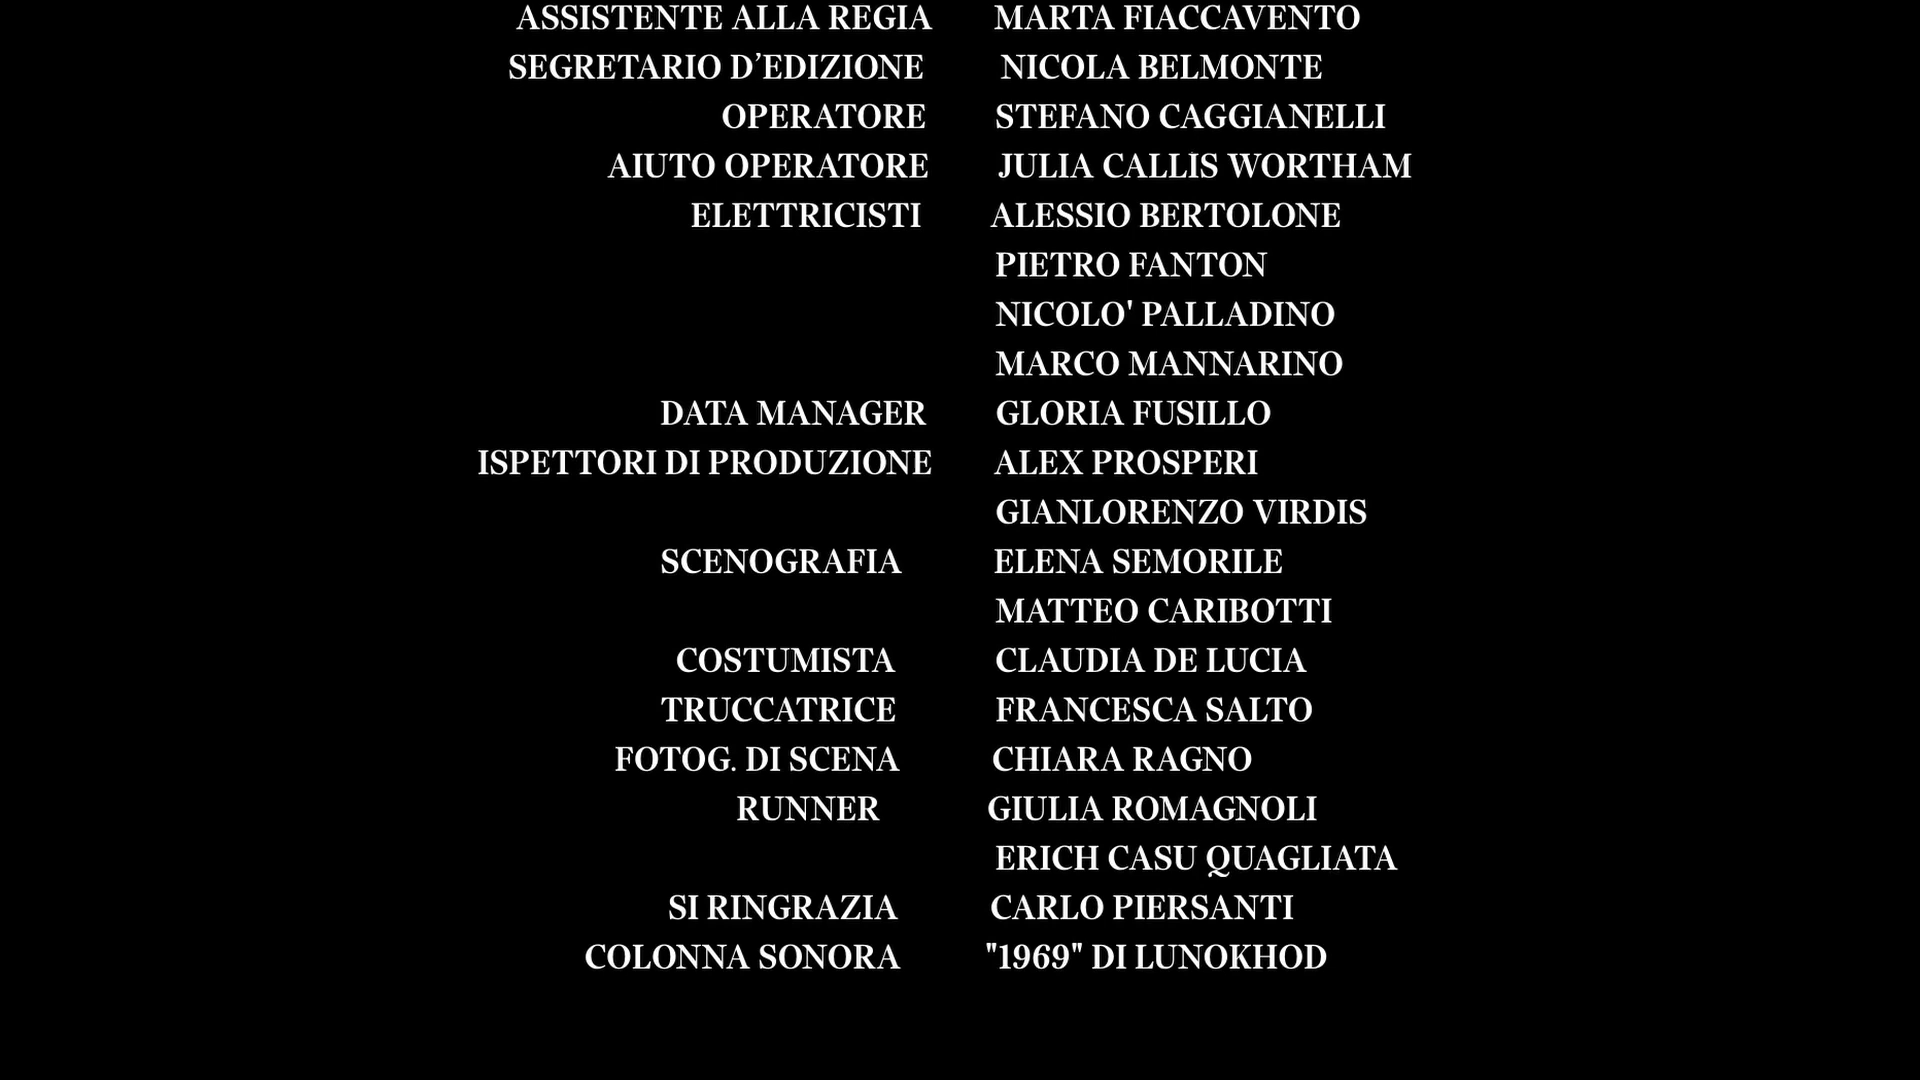 ASSISTENTE ALLA REGIA MARTA FIACCAVENTO
SEGRETARIO D’EDIZIONE NICOLA BELMONTE
OPERATORE STEFANO CAGGIANELLI
AIUTO OPERATORE JULIA CALLÌS WORTHAM
ELETTRICISTI ALESSIO BERTOLONE
PIETRO FANTON
NICOLO' PALLADINO
MARCO MANNARINO
DATA MANAGER GLORIA FUSILLO
ISPETTORI DI PRODUZIONE ALEX PROSPERI
GIANLORENZO VIRDIS
SCENOGRAFIA ELENA SEMORILE
MATTEO CARIBOTTI
COSTUMISTA CLAUDIA DE LUCIA
TRUCCATRICE FRANCESCA SALTO
FOTOG. DI SCENA CHIARA RAGNO
RUNNER GIULIA ROMAGNOLI
ERICH CASU QUAGLIATA
SI RINGRAZIA CARLO PIERSANTI
COLONNA SONORA "1969" DI LUNOKHOD